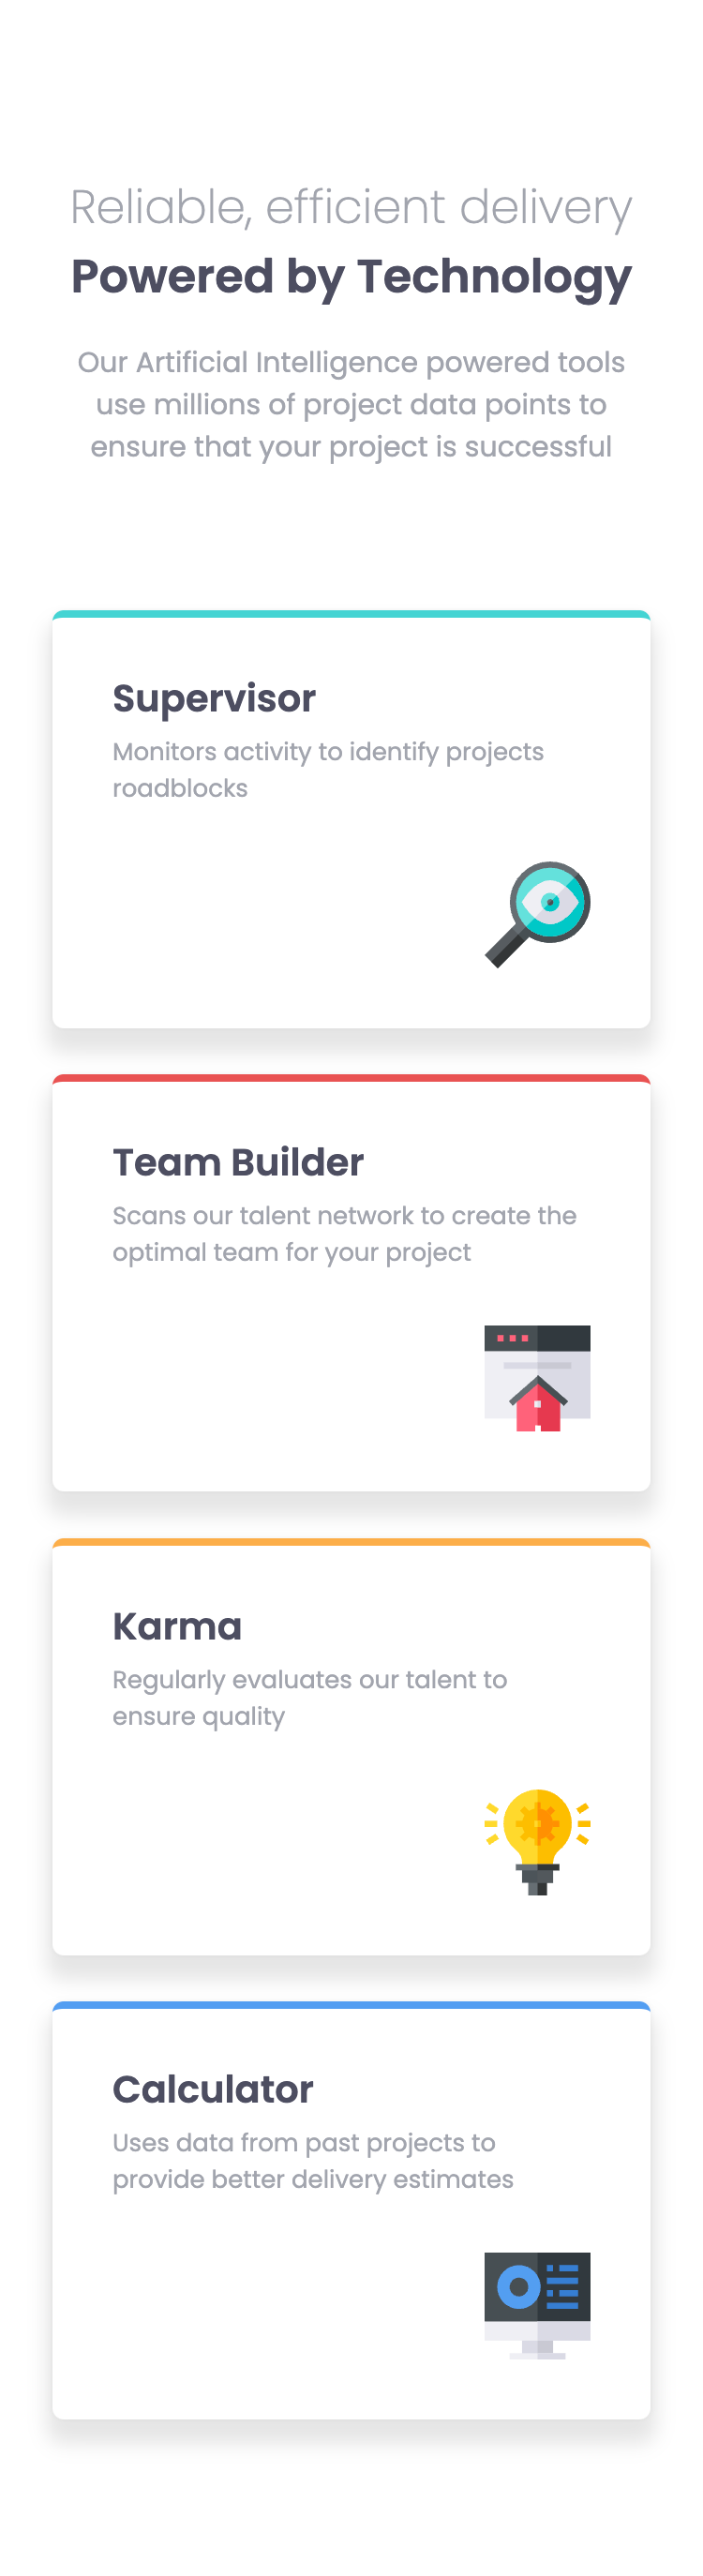 Reliable, efficient delivery
Powered by Technology
Our Artificial Intelligence powered tools
use millions of project data points to
ensure that your project is successful
Supervisor
Monitors activity to identify projects
roadblocks
Team Builder
Scans our talent network to create the
optimal team for your project
Karma
Regularly evaluates our talent to
ensure quality
Calculator
Uses data from past projects to
provide better delivery estimates